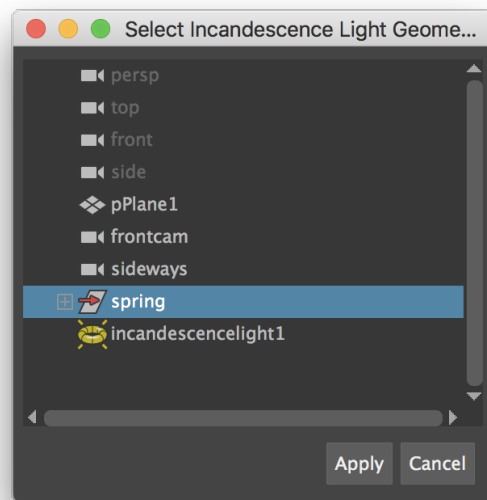 Select Incandescence Light Geome...
persp
top
front
side
pPlane1
frontcam
sideways
spring
incandescencelight1
Apply Cancel